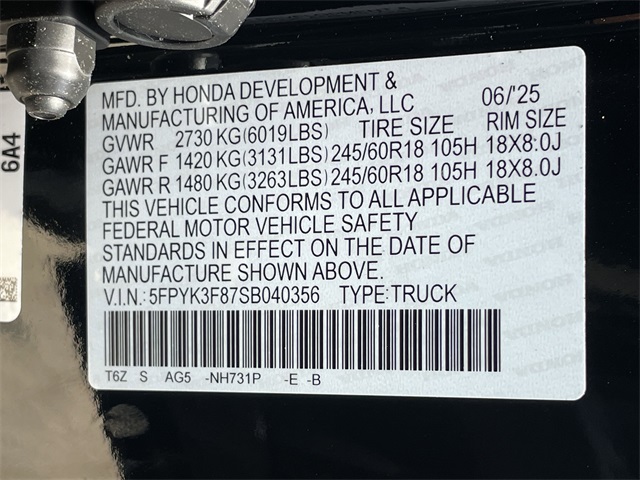 MFD. BY HONDA DEVELOPMENT &
MANUFACTURING OF AMERICA, LLC 06/'25
GVWR 2730 KG(6019LBS) TIRE SIZE RIM SIZE
GAWR F 1420 KG(3131LBS) 245/60R18 105H 18X8.0J
GAWR R 1480 KG(3263LBS) 245/60R18 105H 18X8.0J
THIS VEHICLE CONFORMS TO ALL APPLICABLE
FEDERAL MOTOR VEHICLE SAFETY
STANDARDS IN EFFECT ON THE DATE OF
MANUFACTURE SHOWN ABOVE.
V.I.N.: 5FPYK3F87SB040356 TYPE:TRUCK
T6Z S AG5 -NH731P -E -B
6A4